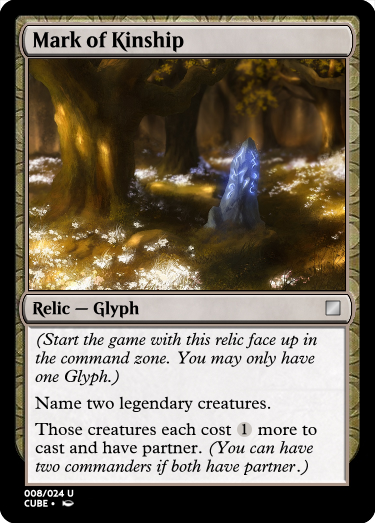 Mark of Kinship
Relic — Glyph
(Start the game with this relic face up in
the command zone. You may only have
one Glyph.)
Name two legendary creatures.
Those creatures each cost 1 more to
cast and have partner. (You can have
two commanders if both have partner.)
008/024 U
CUBE •